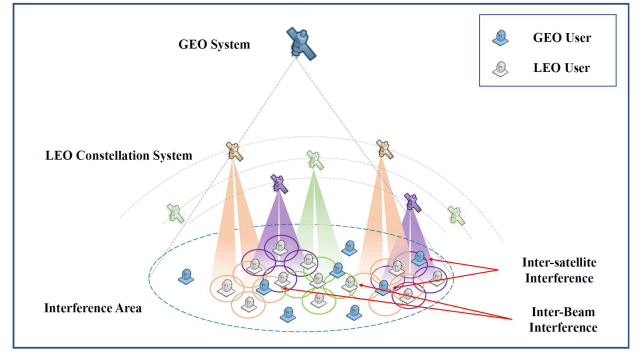 GEO System
GEO User
LEO User
LEO Constellation System
Inter-satellite
Interference
Interference Area
Inter-Beam
Interference